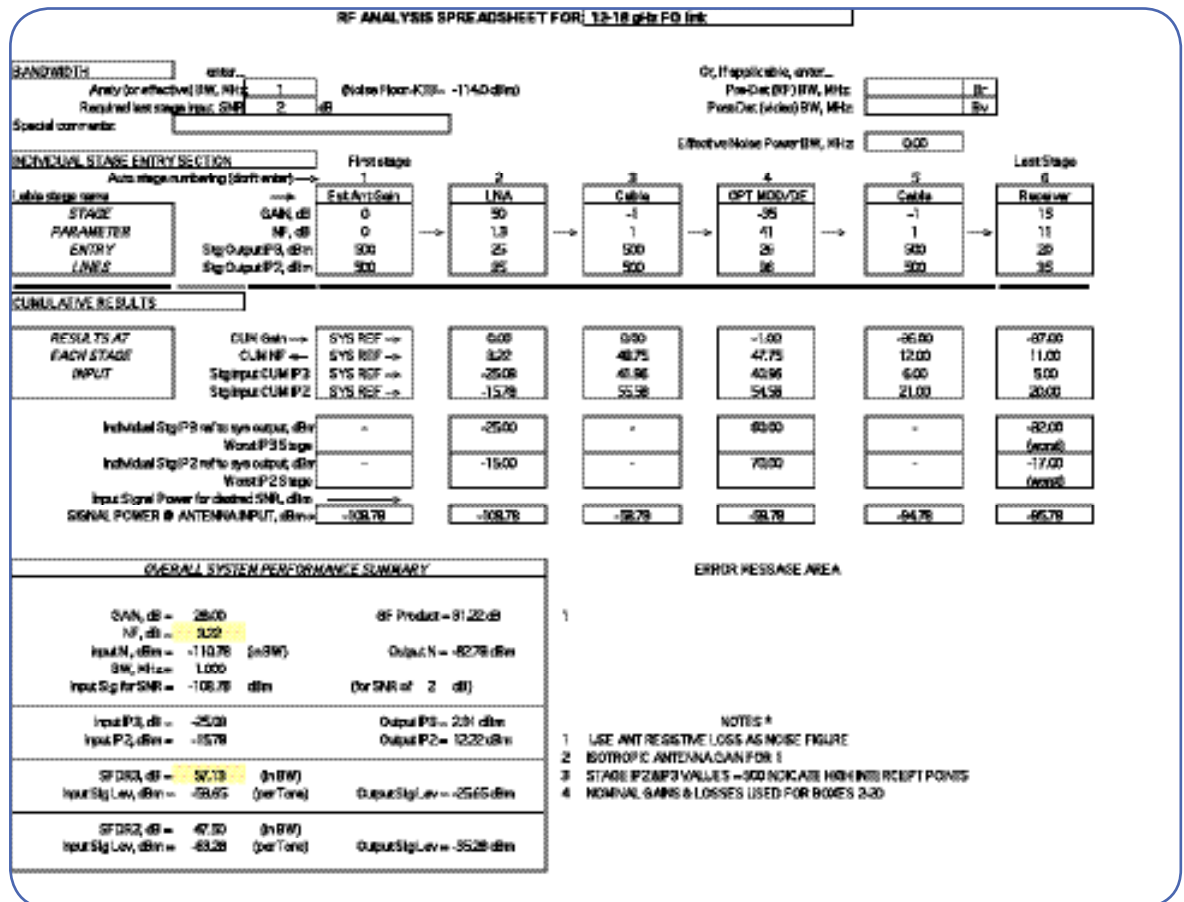 RF ANALYSIS SPREADSHEET FOR: 12-18 gHz FO link
BANDWIDTH enter... Or, if applicable, enter...
Analy (or effective) BW, MHz 1 (Noise Floor-KTB= -114.0 dBm) Pre-Det (RF) BW, MHz Br
Required last stage input, SNR 2 dB Post-Det (video) BW, MHz Bv
Special comments:
Effective Noise Power BW, MHz 0.00
INDIVIDUAL STAGE ENTRY SECTION First stage Last Stage
Auto stage numbering (don't enter)---> 1 2 3 4 5 6
Lable stage name ---> Est Ant Gain LNA Cable OPT MOD/DE Cable Receiver
STAGE GAIN, dB 0 50 -1 -35 -1 15
PARAMETER NF, dB 0 ---> ---> 1 ---> 41 ---> 1 ---> 11
ENTRY Stg Output IP3, dBm 500 25 500 500 20
LINES Stg Output IP2, dBm 500 35 500 36 500 35
CUMULATIVE RESULTS
RESULTS AT CUM Gain ---> SYS REF --> 0.00 -1.00 -36.00 -37.00
EACH STAGE CUM NF <-- SYS REF --> 3.22 48.75 47.75 12.00 11.00
INPUT Stg input CUM IP3 SYS REF --> 41.96 40.96 6.00 5.00
Stg input CUM IP2 SYS REF --> -15.78 55.58 54.58 21.00 20.00
Individual Stg IP3 ref to sys output, dBm - -25.00 - 60.00 -
Worst IP3 Stage (worst)
Individual Stg IP2 ref to sys output, dBm - -15.00 - 70.00 - -17.00
Worst IP2 Stage (worst)
Input Signal Power for desired SNR, dBm
SIGNAL POWER @ ANTENNA INPUT, dBm= -108.78 -108.78 -58.78 -59.78 -94.78 -95.78
OVERALL SYSTEM PERFORMANCE SUMMARY ERROR MESSAGE AREA
GAIN, dB = 28.00 GF Product = 31.22 dB 1
NF, dB = 3.22
Input N, dBm = -110.78 (in BW) Output N = -82.78 dBm
BW, MHz= 1.000
Input Sig for SNR = -108.78 dBm (for SNR of 2 dB)
Input IP3, dB = Output IP3 = dBm NOTES *
Input IP2, dBm = -15.78 Output IP2 = 12.22 dBm 1 USE ANT RESISTIVE LOSS AS NOISE FIGURE
2 ISOTROPIC ANTENNA GAIN FOR 1
SFDR3, dB = 57.13 (in BW) 3 STAGE IP2 & IP3 VALUES = 500 INDICATE HIGH INTERCEPT POINTS
Input Sig Lev, dBm = -53.65 (per Tone) Output Sig Lev = -25.65 dBm 4 NOMINAL GAINS & LOSSES USED FOR BOXES 2-20
SFDR2, dB = 47.50 (in BW)
Input Sig Lev, dBm = -63.28 (per Tone) Output Sig Lev = -35.28 dBm